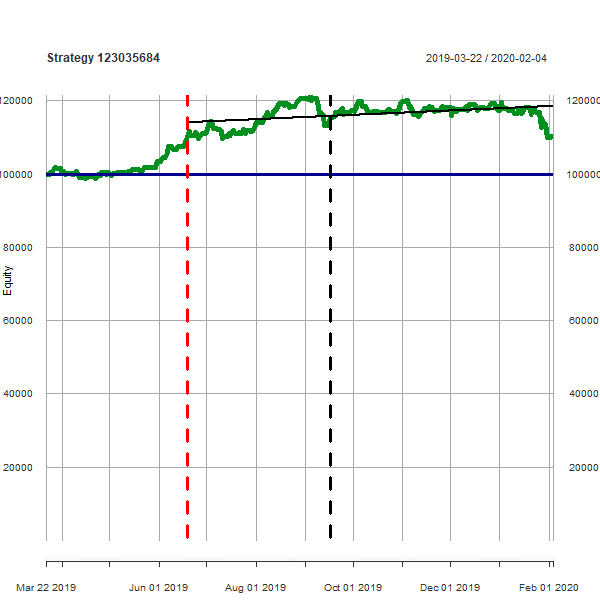 Strategy 123035684
2019-03-22 / 2020-02-04
120000
120000
100000
100000
80000
80000
Equity
60000
60000
40000
40000
20000
20000
Mar 22 2019
Jun 01 2019
Aug 01 2019
Oct 01 2019
Dec 01 2019
Feb 01 2020